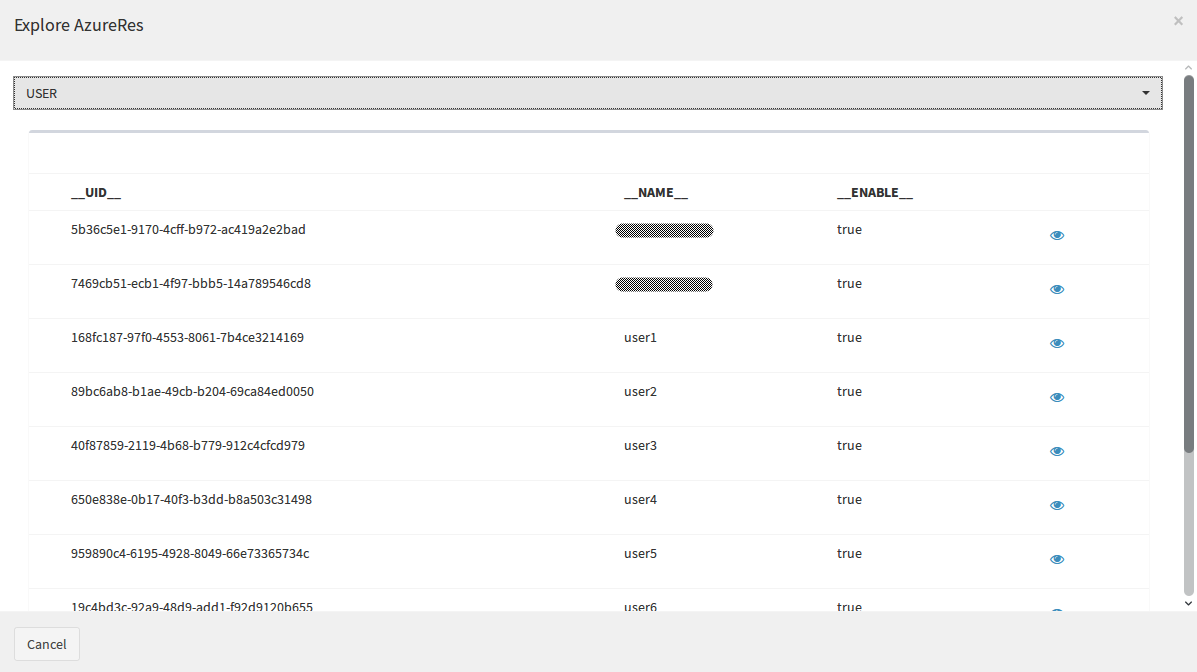 Explore AzureRes
×
USER
__UID__ __NAME__ __ENABLE__
5b36c5e1-9170-4cff-b972-ac419a2e2bad true
7469cb51-ecb1-4f97-bbb5-14a789546cd8 true
168fc187-97f0-4553-8061-7b4ce3214169 user1 true
89bc6ab8-b1ae-49cb-b204-69ca84ed0050 user2 true
40f87859-2119-4b68-b779-912c4cfcd979 user3 true
650e838e-0b17-40f3-b3dd-b8a503c31498 user4 true
959890c4-6195-4928-8049-66e73365734c user5 true
19c4bd3c-92a9-48d9-add1-f92d9120b655 user6 true
Cancel